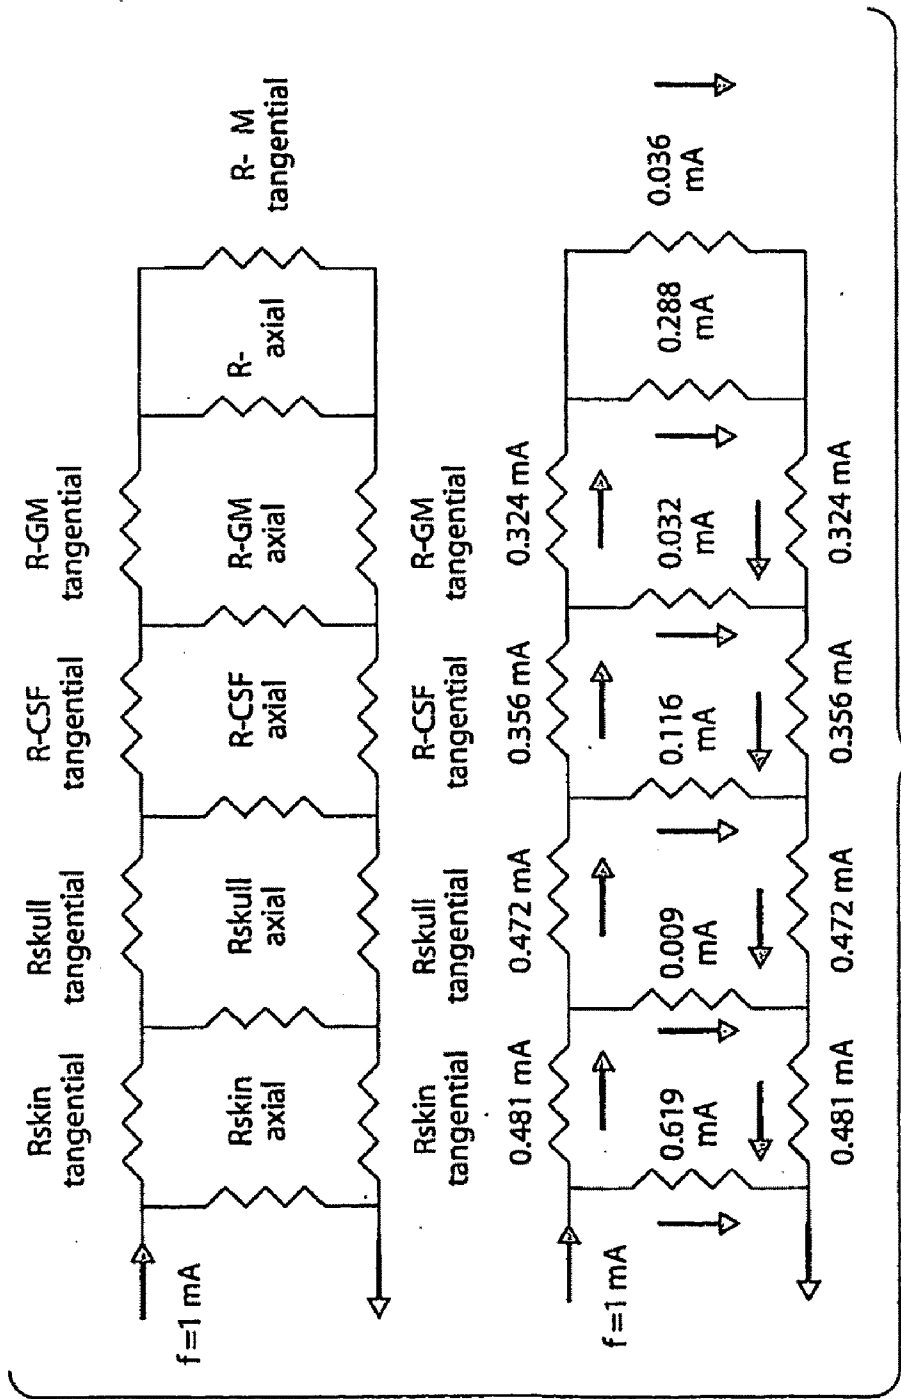 R-GM
tangential
R-CSF
tangential
Rskull
tangential
Rskin
tangential
R- M
tangential
R-
axial
R-GM
axial
R-CSF
axial
Rskull
axial
Rskin
axial
f=1 mA
R-GM
tangential
R-CSF
tangential
Rskull
tangential
Rskin
tangential
0.324 mA
0.356 mA
0.472 mA
0.481 mA
0.036
mA
0.288
mA
0.032
mA
0.116
mA
0.009
mA
0.619
mA
f=1 mA
0.324 mA
0.356 mA
0.472 mA
0.481 mA